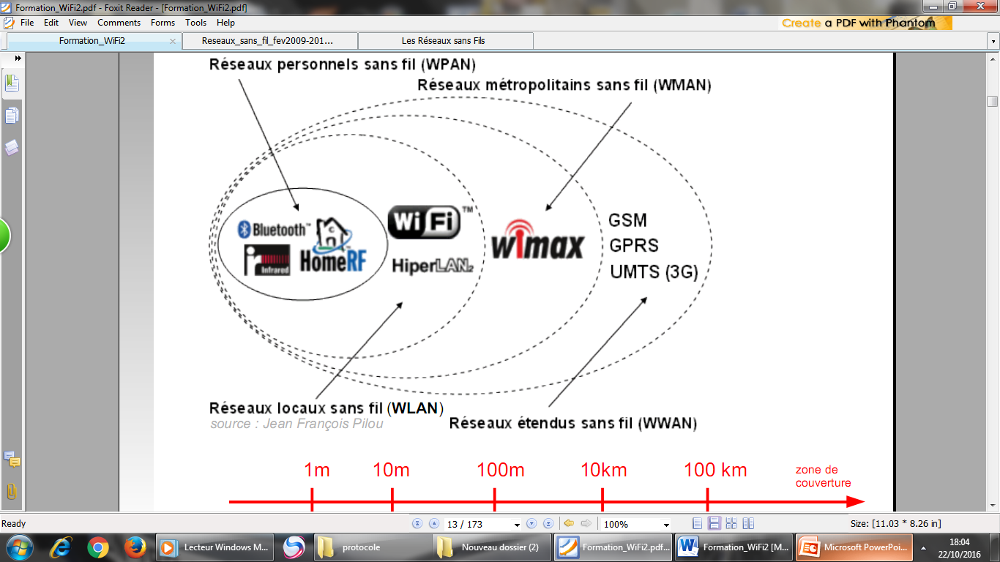 Formation_WiFi2.pdf - Foxit Reader - [Formation_WiFi2.pdf]
File Edit View Comments Forms Tools Help
Create a PDF with Phantom
Formation_WiFi2
Reseaux_sans_fil_fev2009-201...
Les Réseaux sans Fils
Réseaux personnels sans fil (WPAN)
Réseaux métropolitains sans fil (WMAN)
Bluetooth™
Infrared
HomeRF
WiFi™
HiperLAN2
wimax
GSM
GPRS
UMTS (3G)
Réseaux locaux sans fil (WLAN)
source : Jean François Pilou
Réseaux étendus sans fil (WWAN)
1m 10m 100m 10km 100 km
zone de
couverture
Ready
13 / 173
100%
Size: [11.03 * 8.26 in]
Lecteur Windows M...
protocole
Nouveau dossier (2)
Formation_WiFi2.pdf...
Formation_WiFi2 [M...
Microsoft PowerPoi...
18:04
22/10/2016